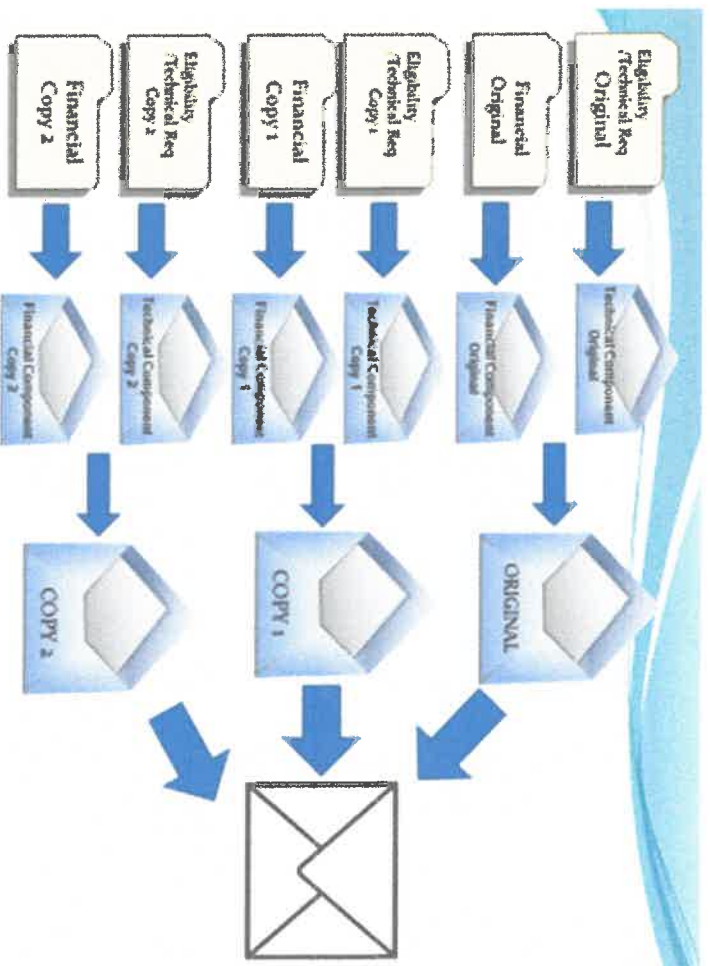 Eligibility
/Technical Req
Original
Technical Component
Original
Financial
Original
Financial Component
Original
ORIGINAL
Eligibility
/Technical Req
Copy 1
Technical Component
Copy 1
Financial
Copy 1
Financial Component
Copy 1
COPY 1
Eligibility
/Technical Req
Copy 2
Technical Component
Copy 2
Financial
Copy 2
Financial Component
Copy 2
COPY 2